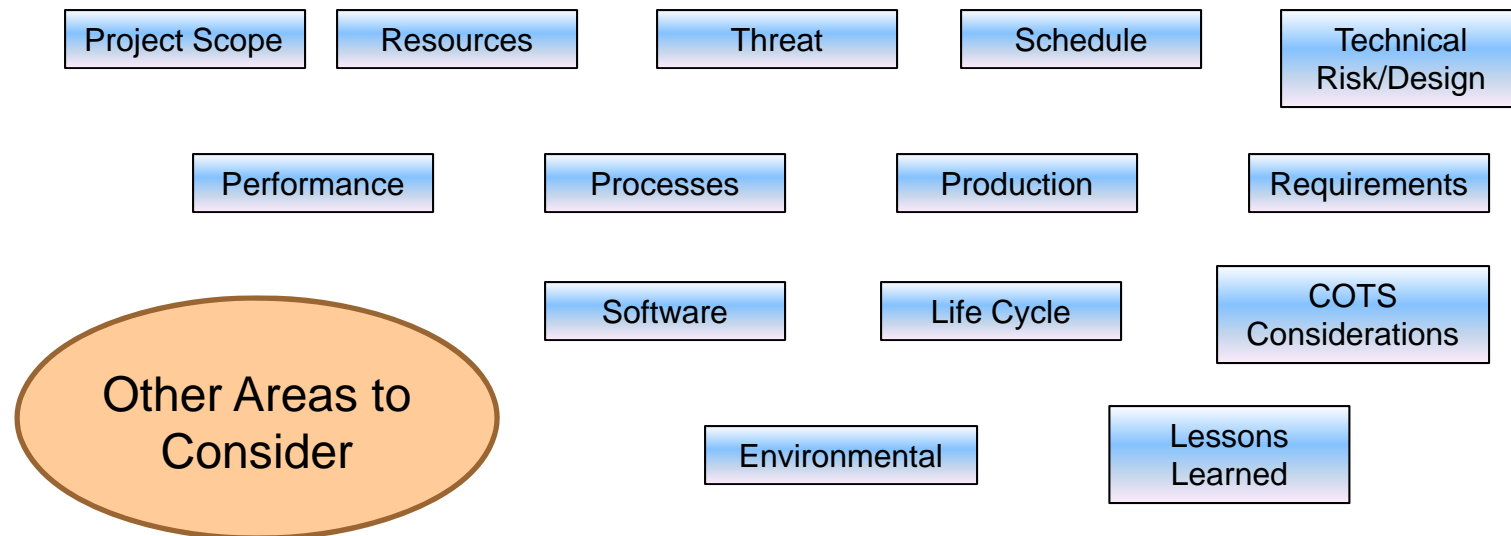 Project Scope
Resources
Threat
Schedule
Technical
Risk/Design
Performance
Processes
Production
Requirements
Software
Life Cycle
COTS
Considerations
Other Areas to
Consider
Environmental
Lessons
Learned